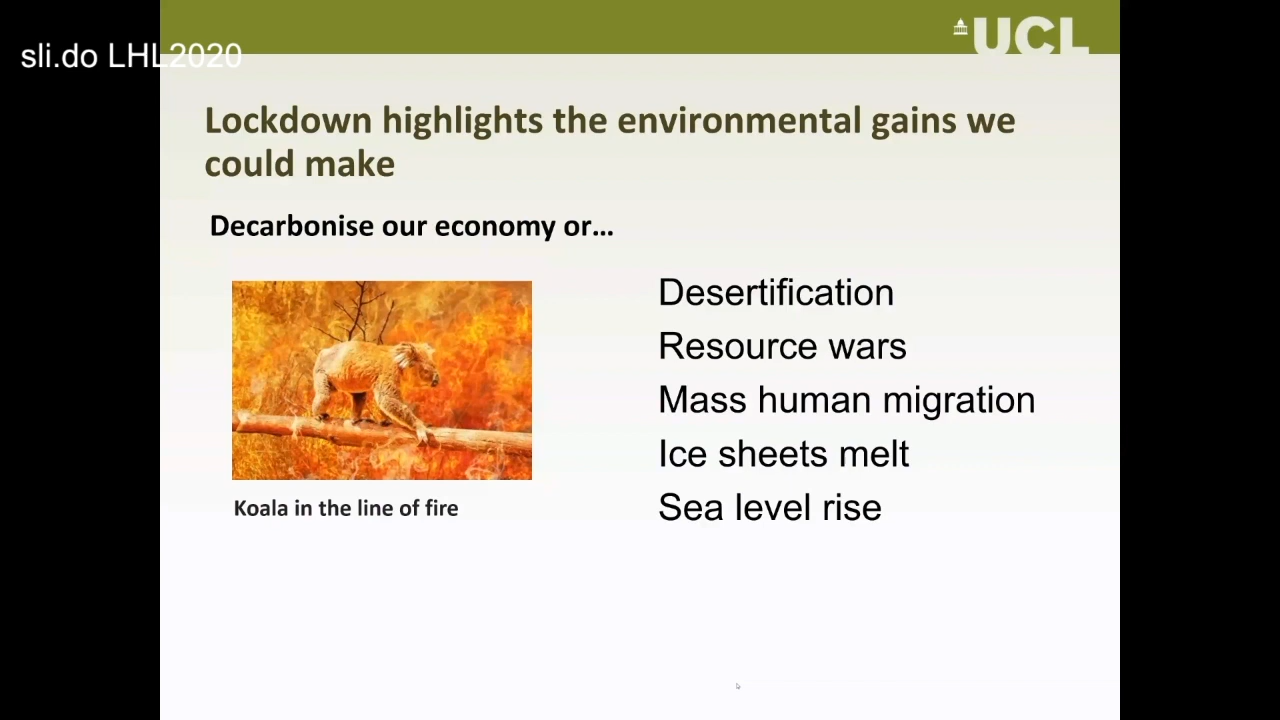 UCL
sli.do LHL2020
Lockdown highlights the environmental gains we
could make
Decarbonise our economy or...
Desertification
Resource wars
Mass human migration
Ice sheets melt
Sea level rise
Koala in the line of fire